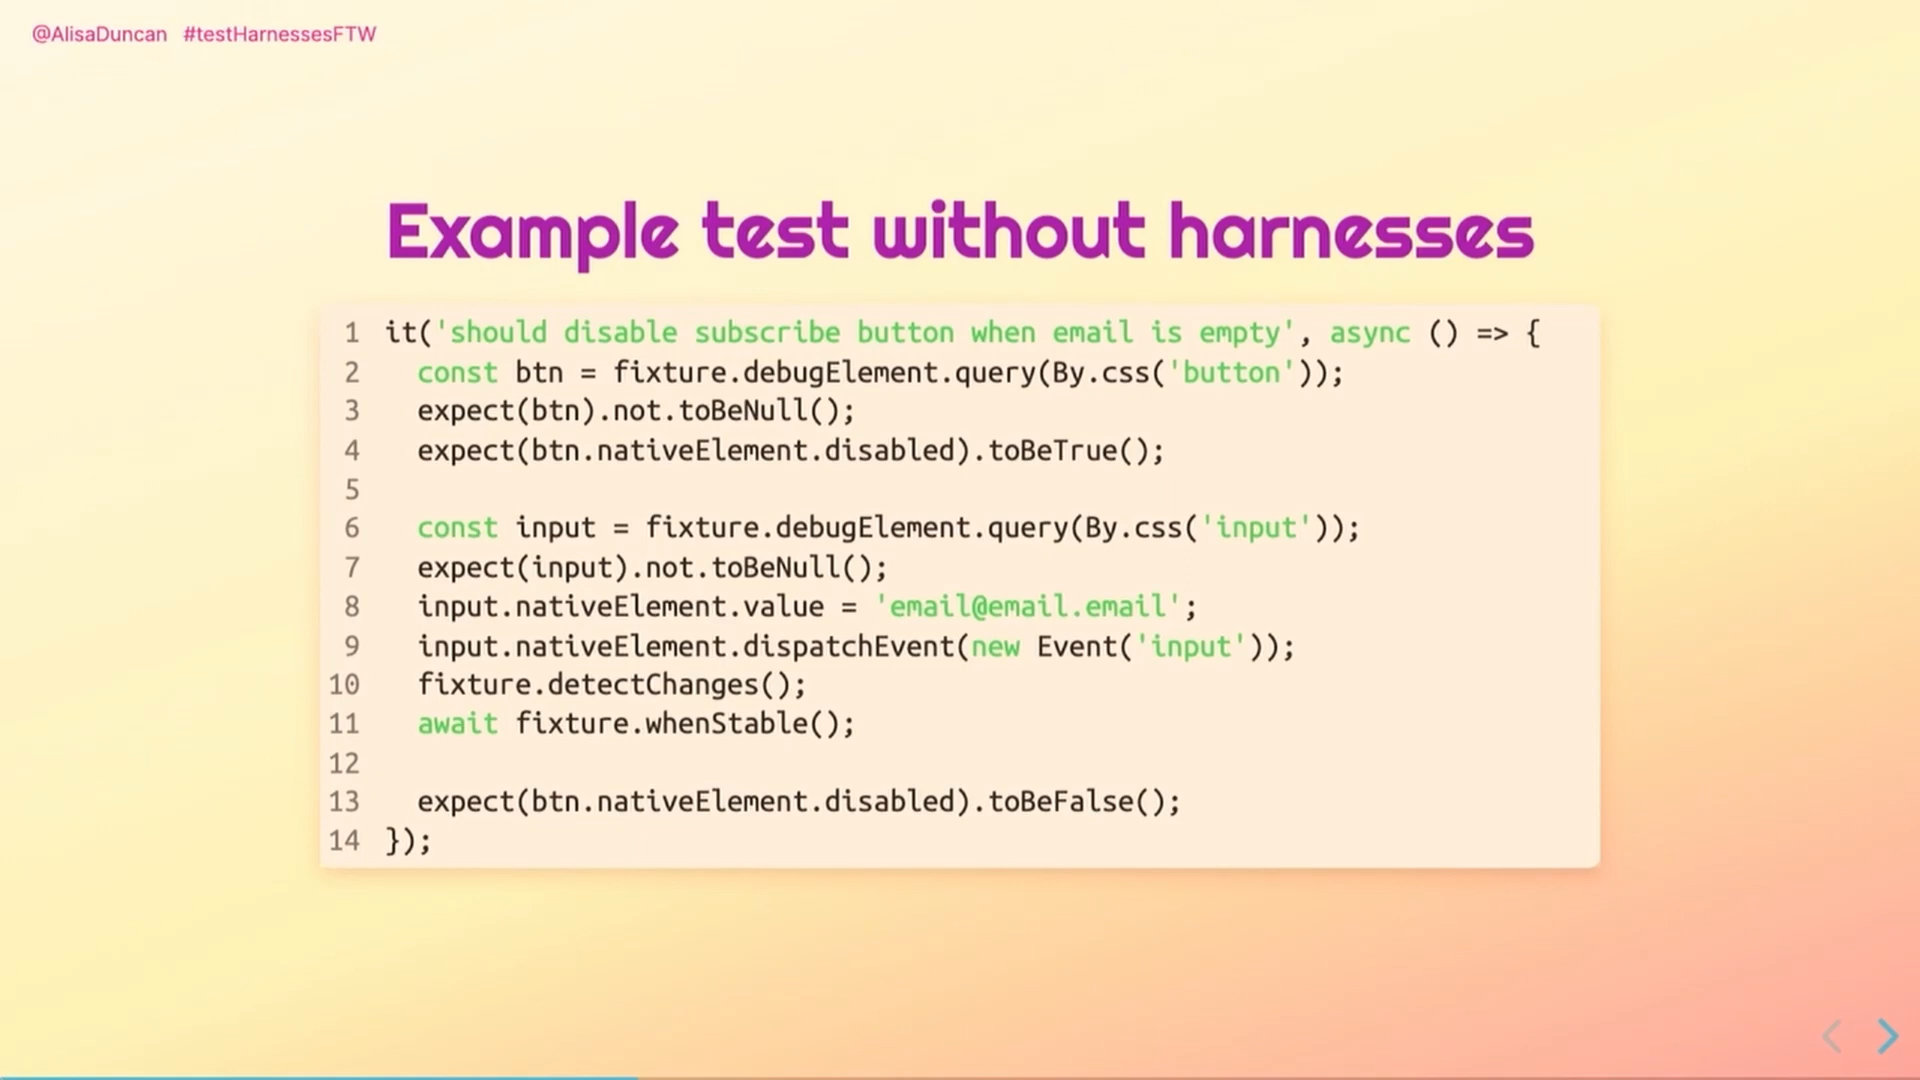 @AlisaDuncan #testHarnessesFTW
Example test without harnesses
1 it('should disable subscribe button when email is empty', async () => {
2   const btn = fixture.debugElement.query(By.css('button'));
3   expect(btn).not.toBeNull();
4   expect(btn.nativeElement.disabled).toBeTrue();
5
6   const input = fixture.debugElement.query(By.css('input'));
7   expect(input).not.toBeNull();
8   input.nativeElement.value = 'email@email.email';
9   input.nativeElement.dispatchEvent(new Event('input'));
10   fixture.detectChanges();
11   await fixture.whenStable();
12
13   expect(btn.nativeElement.disabled).toBeFalse();
14 });